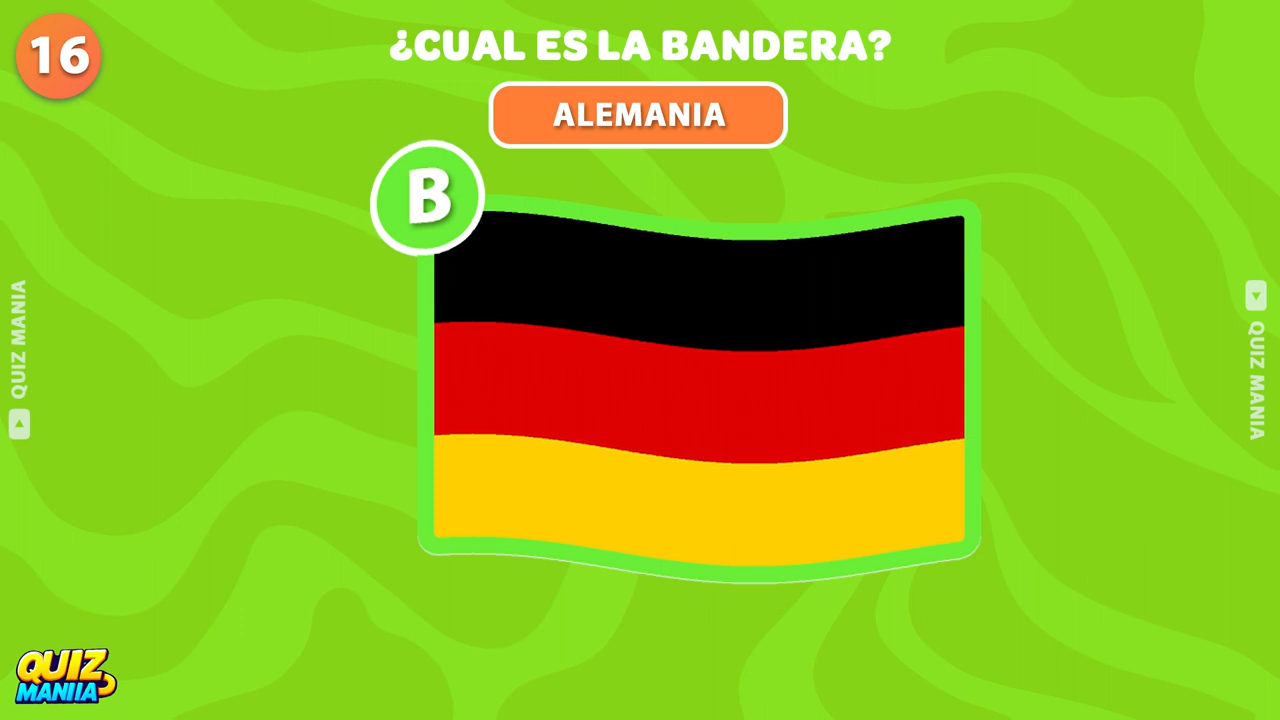 16
¿CUAL ES LA BANDERA?
ALEMANIA
B
QUIZ MANIA
QUIZ MANIA
QUIZ
MANIIA